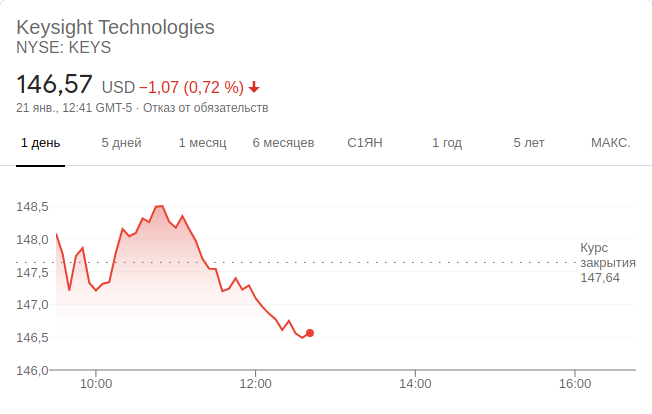 Keysight Technologies
NYSE: KEYS
146,57 USD −1,07 (0,72 %)
21 янв., 12:41 GMT-5 · Отказ от обязательств
1 день 5 дней 1 месяц 6 месяцев С1ЯН 1 год 5 лет МАКС.
148,5
148,0
147,5
147,0
146,5
146,0
Курс
закрытия
147,64
10:00 12:00 14:00 16:00